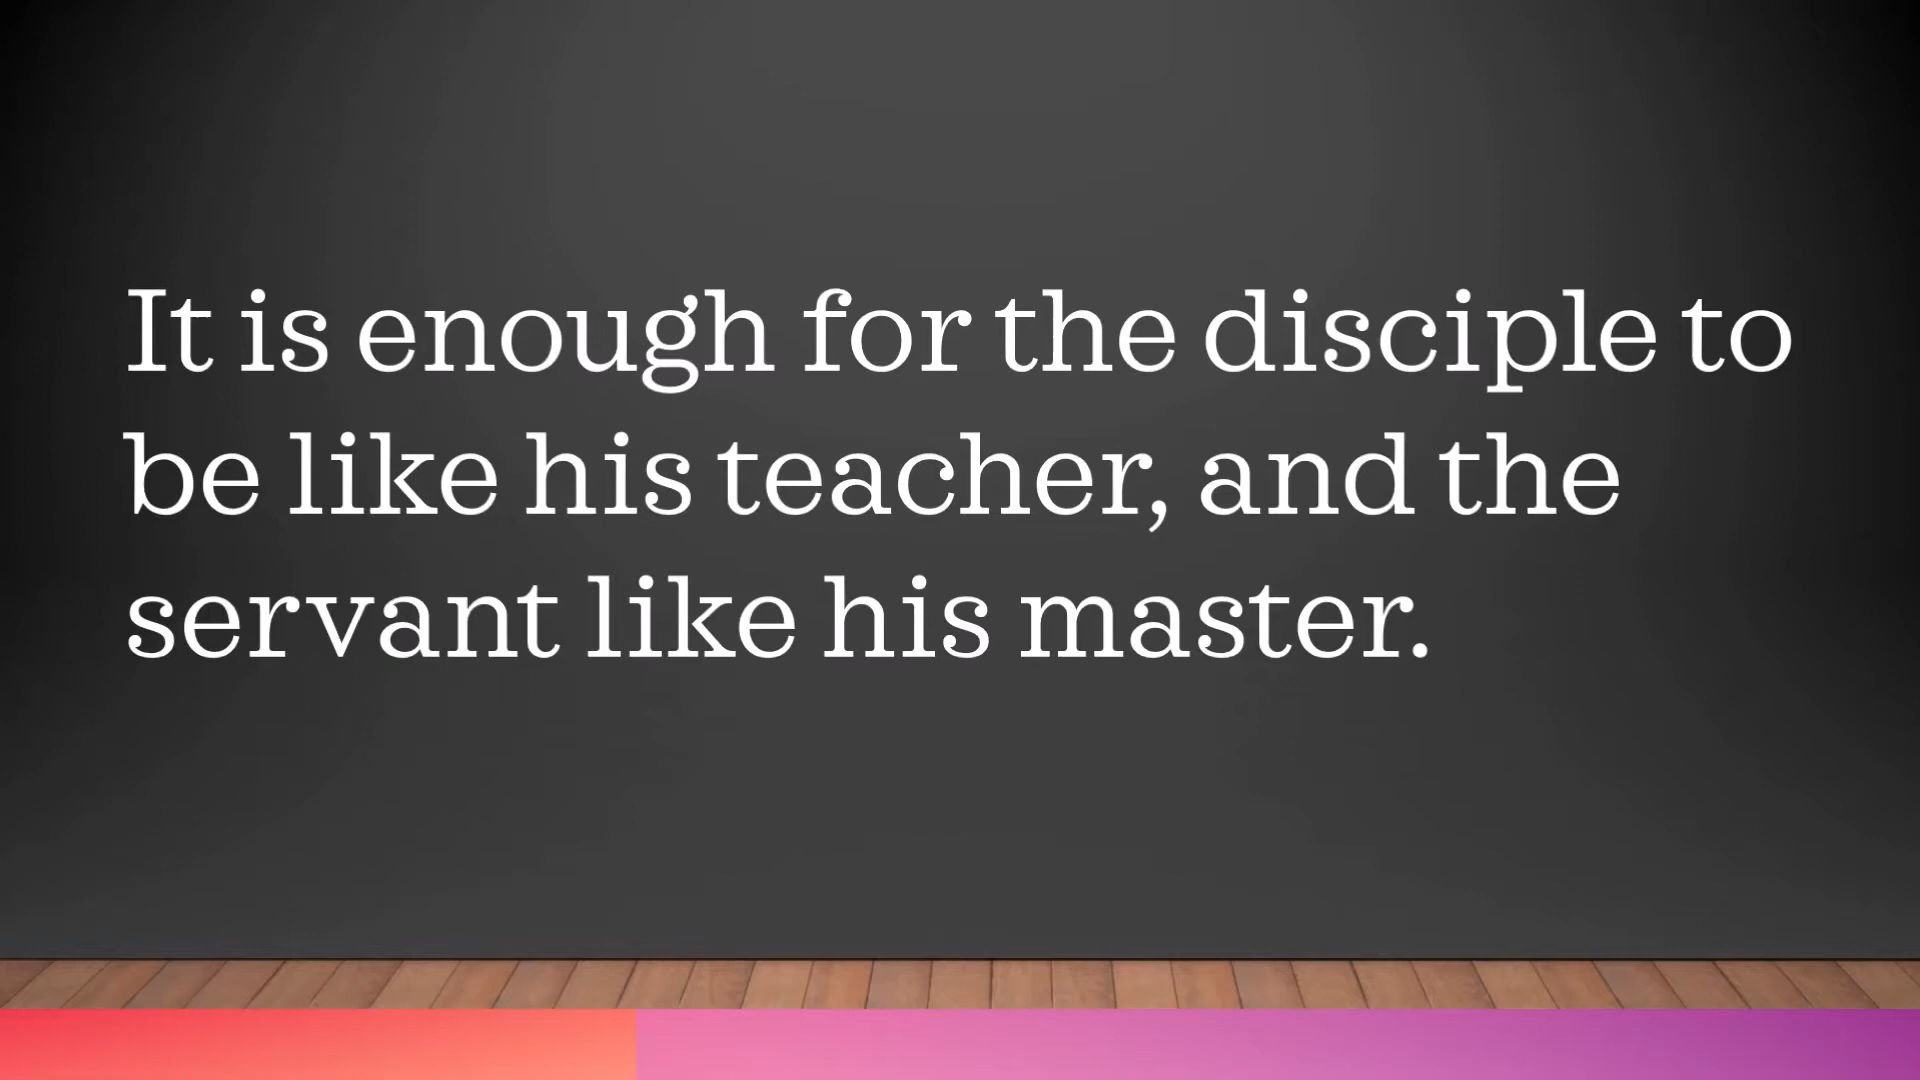 It is enough for the disciple to
be like his teacher, and the
servant like his master.